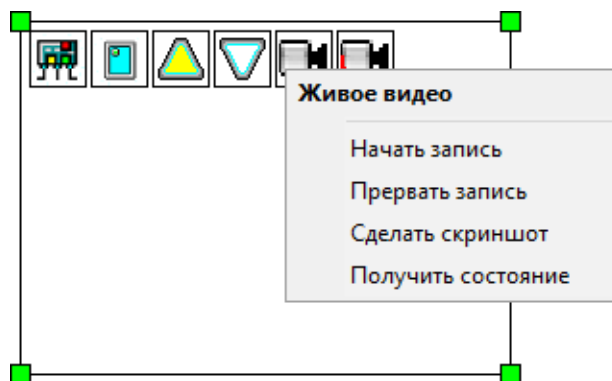 Живое видео
Начать запись
Прервать запись
Сделать скриншот
Получить состояние